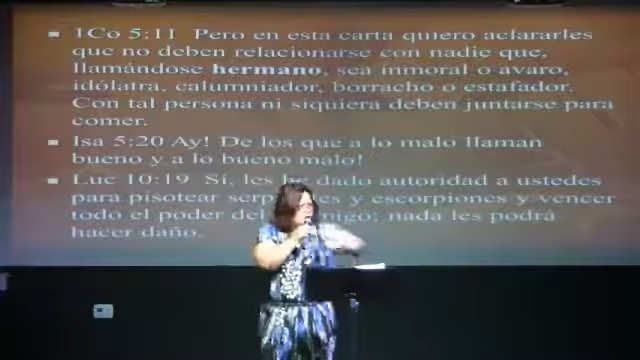 1Co 5:11 Pero en esta carta quiero aclararles
que no deben relacionarse con nadie que,
llamándose hermano, sea inmoral o avaro,
idólatra, calumniador, borracho o estafador.
Con tal persona ni siquiera deben juntarse para
comer.
Isa 5:20 Ay! De los que a lo malo llaman
bueno y a lo bueno malo!
Luc 10:19 Sí, les he dado autoridad a ustedes
para pisotear y escorpiones y vencer
todo el poder del nada les podrá
hacer daño.